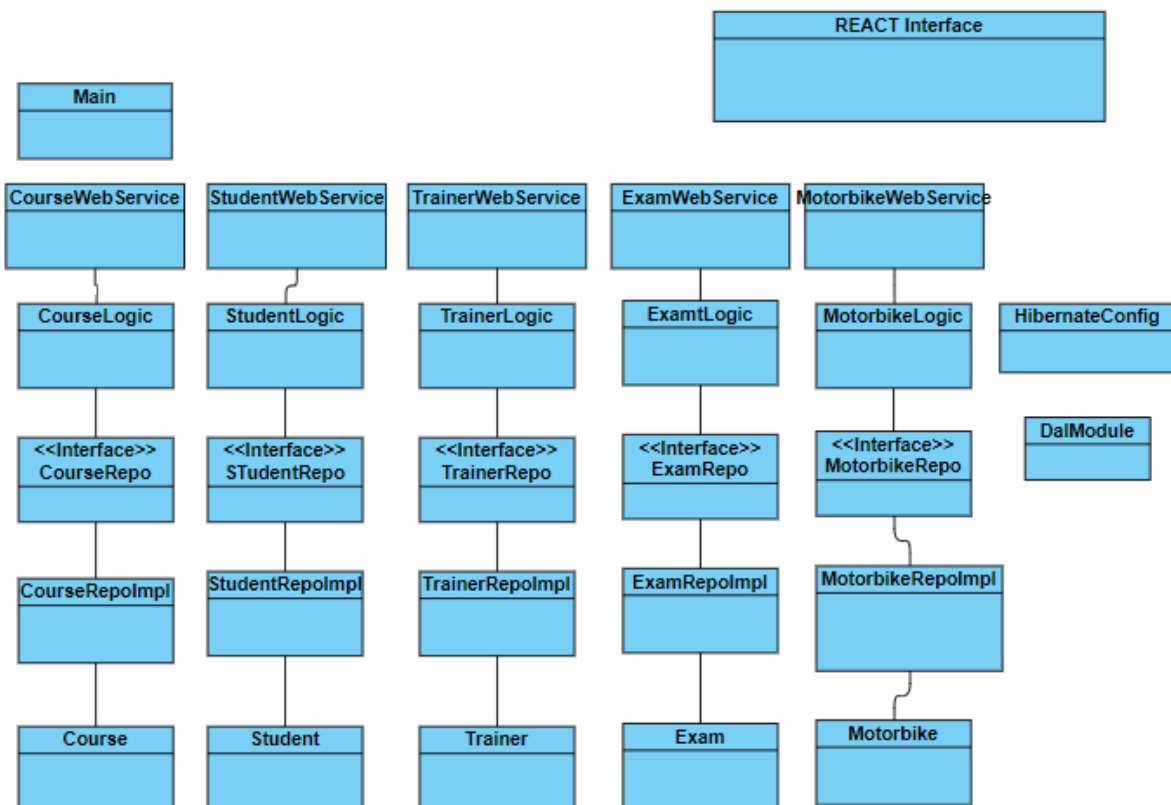 REACT Interface
Main
CourseWebService
StudentWebService
TrainerWebService
ExamWebService
MotorbikeWebService
CourseLogic
StudentLogic
TrainerLogic
ExamtLogic
MotorbikeLogic
HibernateConfig
DalModule
<<Interface>>
CourseRepo
<<Interface>>
STudentRepo
<<Interface>>
TrainerRepo
<<Interface>>
ExamRepo
<<Interface>>
MotorbikeRepo
CourseRepoImpl
StudentRepoImpl
TrainerRepoImpl
ExamRepoImpl
MotorbikeRepoImpl
Course
Student
Trainer
Exam
Motorbike